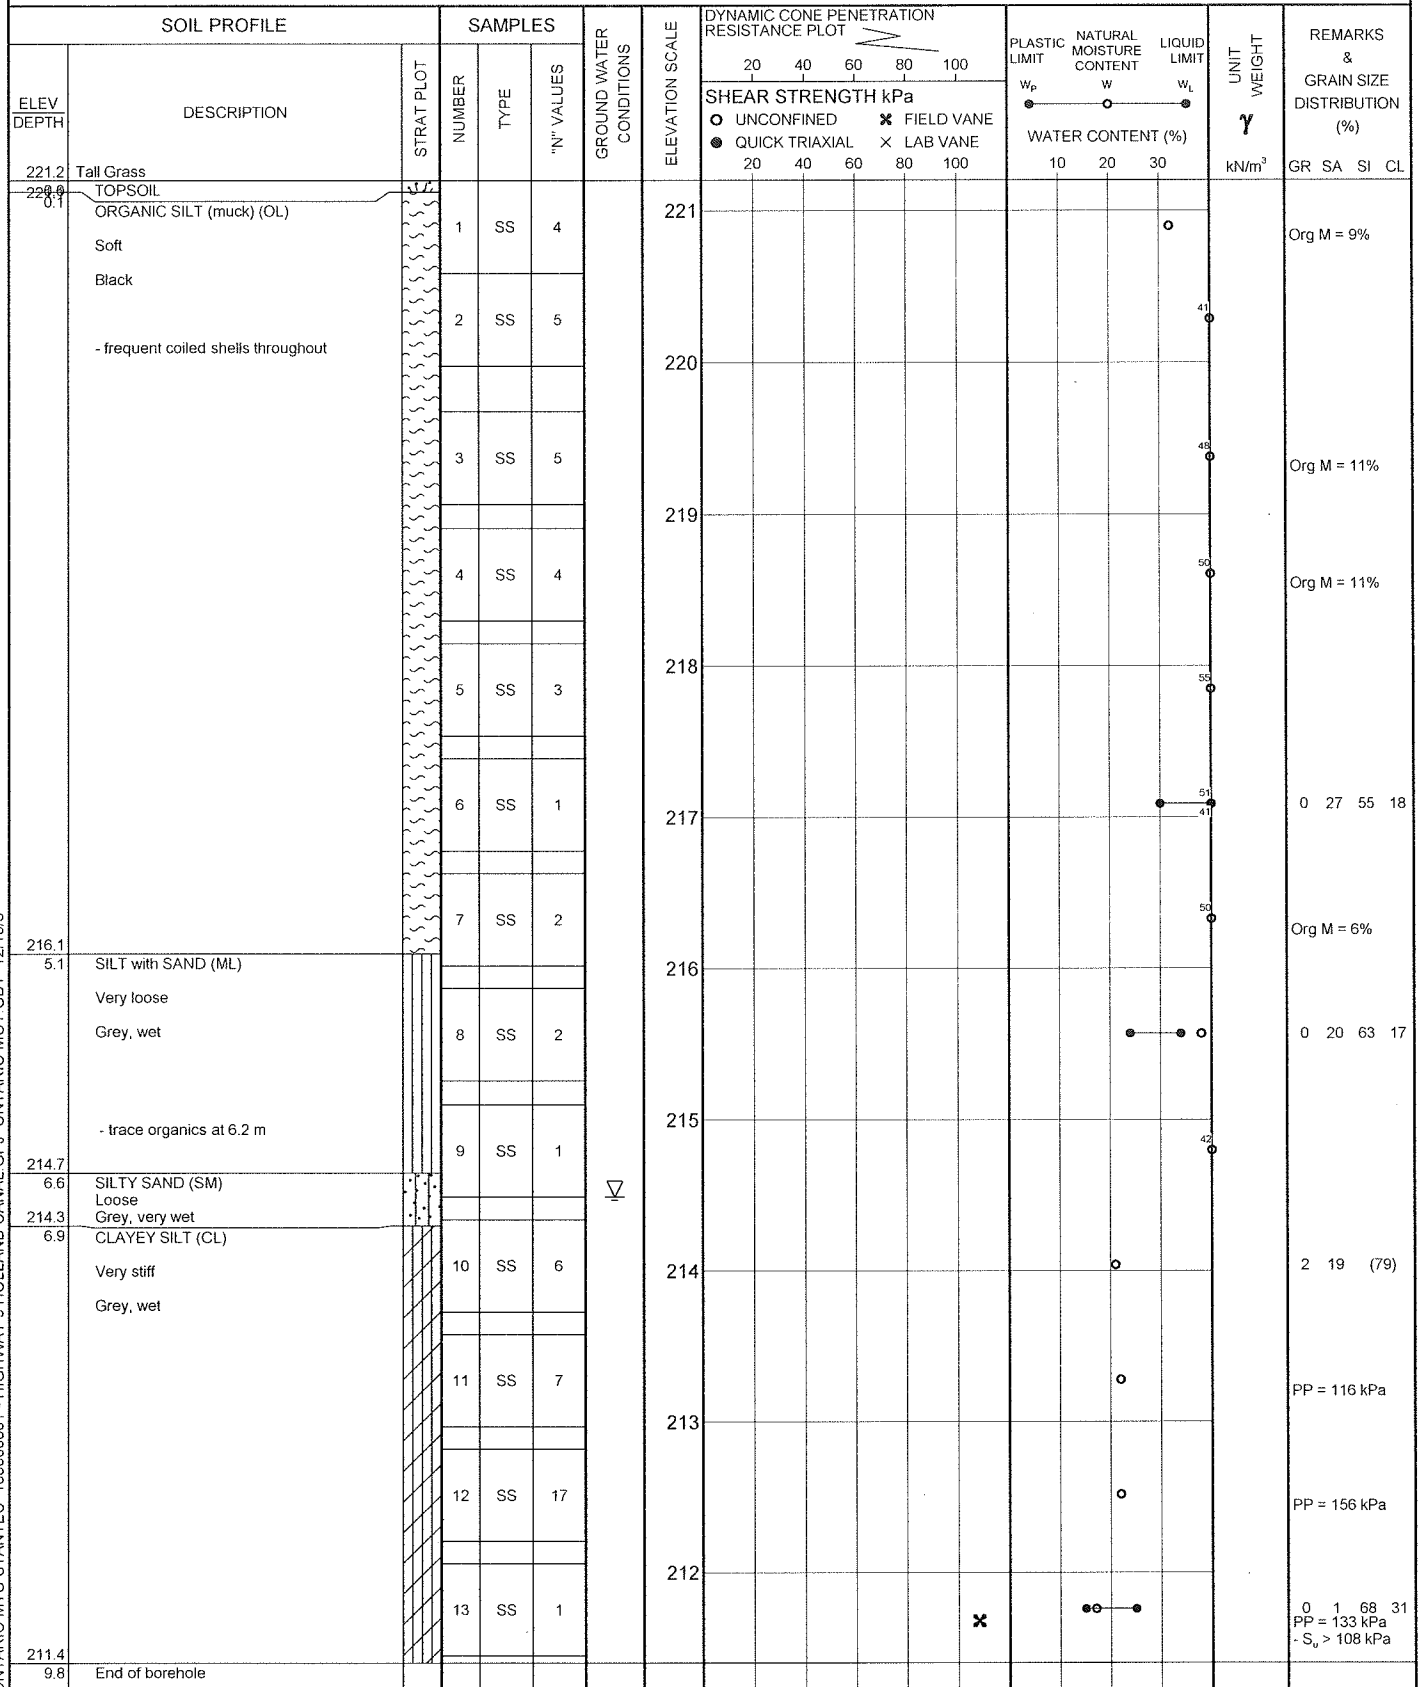 SOIL PROFILE
SAMPLES
GROUND WATER CONDITIONS
ELEVATION SCALE
DYNAMIC CONE PENETRATION
RESISTANCE PLOT
20 40 60 80 100
SHEAR STRENGTH kPa
UNCONFINED FIELD VANE
QUICK TRIAXIAL LAB VANE
20 40 60 80 100
PLASTIC LIMIT
NATURAL MOISTURE CONTENT
LIQUID LIMIT
WP W WL
WATER CONTENT (%)
10 20 30
UNIT WEIGHT
γ
kN/m³
REMARKS
&
GRAIN SIZE
DISTRIBUTION
(%)
GR SA SI CL
ELEV
DEPTH
DESCRIPTION
STRAT PLOT
NUMBER
TYPE
"N" VALUES
221.2 Tall Grass
TOPSOIL
0.1
ORGANIC SILT (muck) (OL)
Soft
Black
- frequent coiled shells throughout
216.1
5.1 SILT with SAND (ML)
Very loose
Grey, wet
- trace organics at 6.2 m
214.7
6.6 SILTY SAND (SM)
Loose
214.3 Grey, very wet
6.9 CLAYEY SILT (CL)
Very stiff
Grey, wet
211.4
9.8 End of borehole
1 SS 4
2 SS 5
3 SS 5
4 SS 4
5 SS 3
6 SS 1
7 SS 2
8 SS 2
9 SS 1
10 SS 6
11 SS 7
12 SS 17
13 SS 1
221
220
219
218
217
216
215
214
213
212
41
48
50
55
51
41
50
42
Org M = 9%
Org M = 11%
Org M = 11%
0 27 55 18
Org M = 6%
0 20 63 17
2 19 (79)
PP = 116 kPa
PP = 156 kPa
0 1 68 31
PP = 133 kPa
- Su > 108 kPa